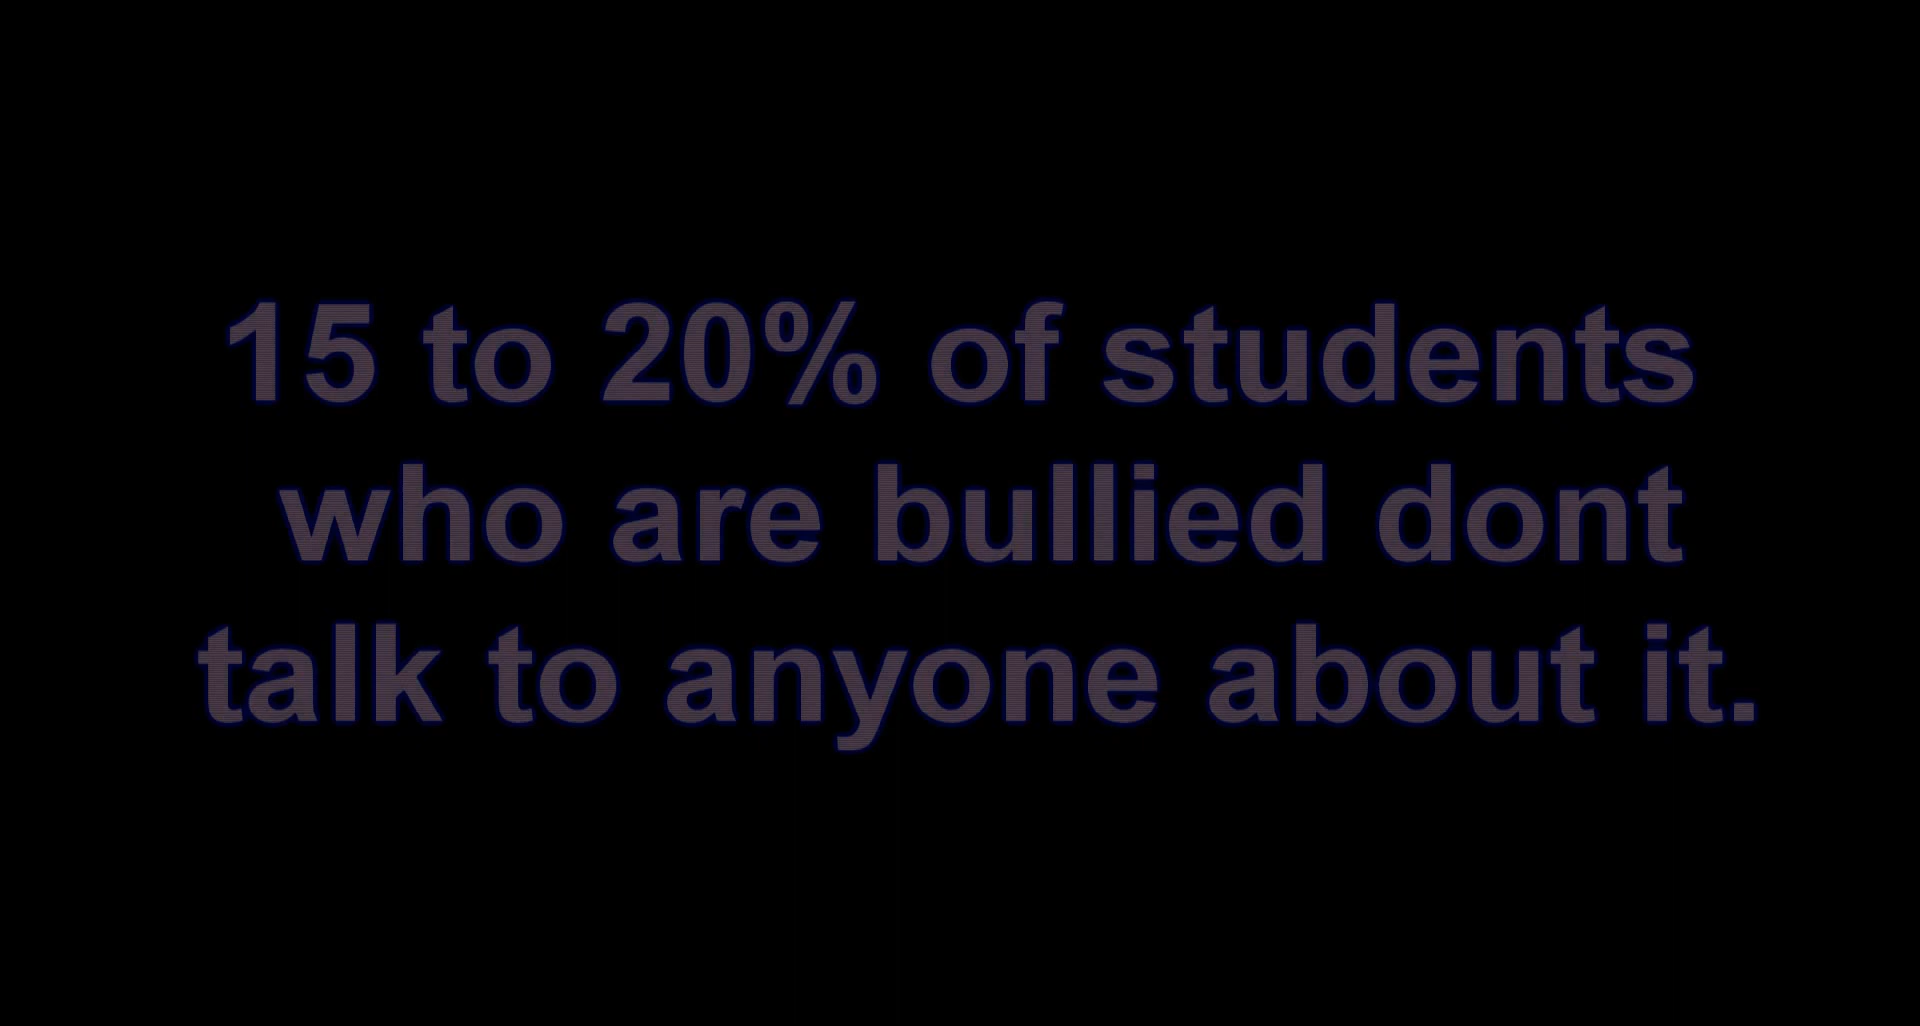 15 to 20% of students
who are bullied dont
talk to anyone about it.